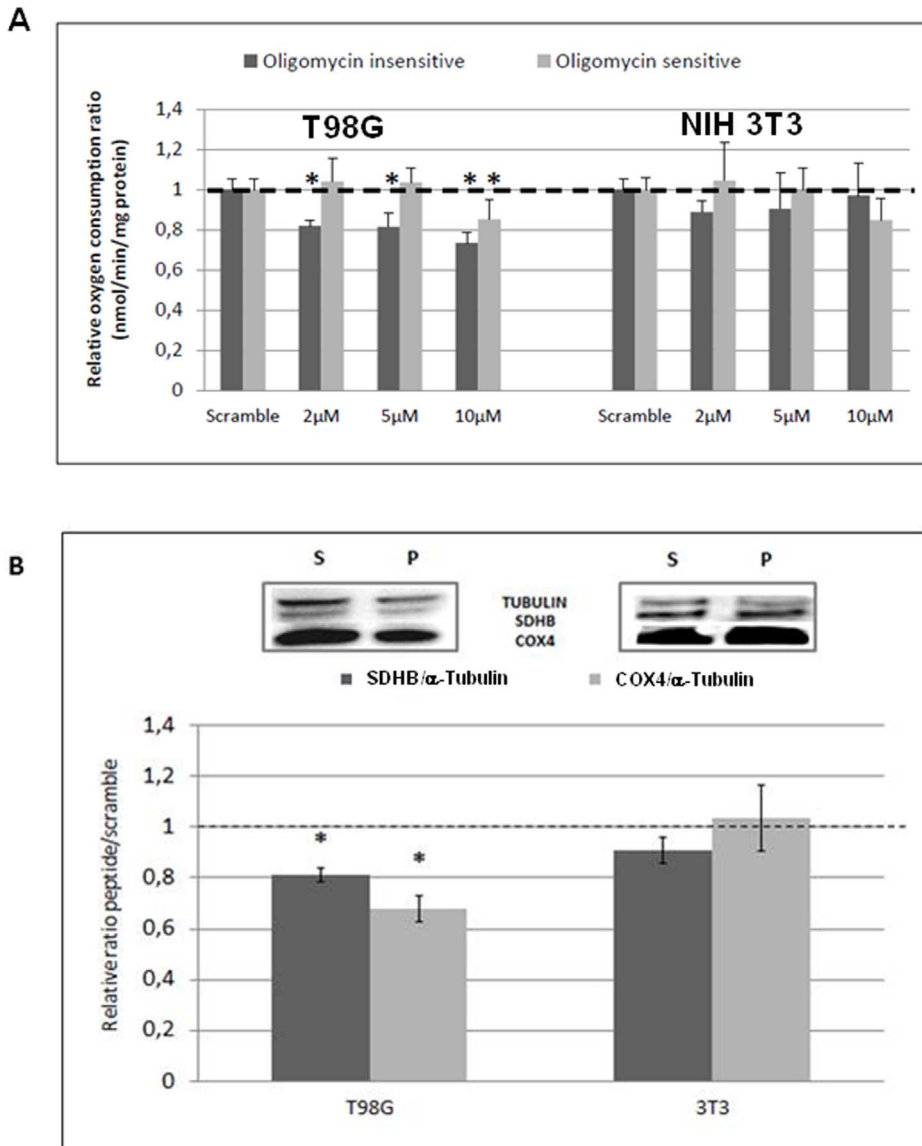 A
Oligomycin insensitive Oligomycin sensitive
Relative oxygen consumption ratio
(nmol/min/mg protein)
1,4
1,2
1
0,8
0,6
0,4
0,2
0
T98G NIH 3T3
* * * *
Scramble 2µM 5µM 10µM Scramble 2µM 5µM 10µM
B
S P S P
TUBULIN
SDHB
COX4
SDHB/α-Tubulin COX4/α-Tubulin
Relative ratio peptide/scramble
1,4
1,2
1
0,8
0,6
0,4
0,2
0
* *
T98G 3T3